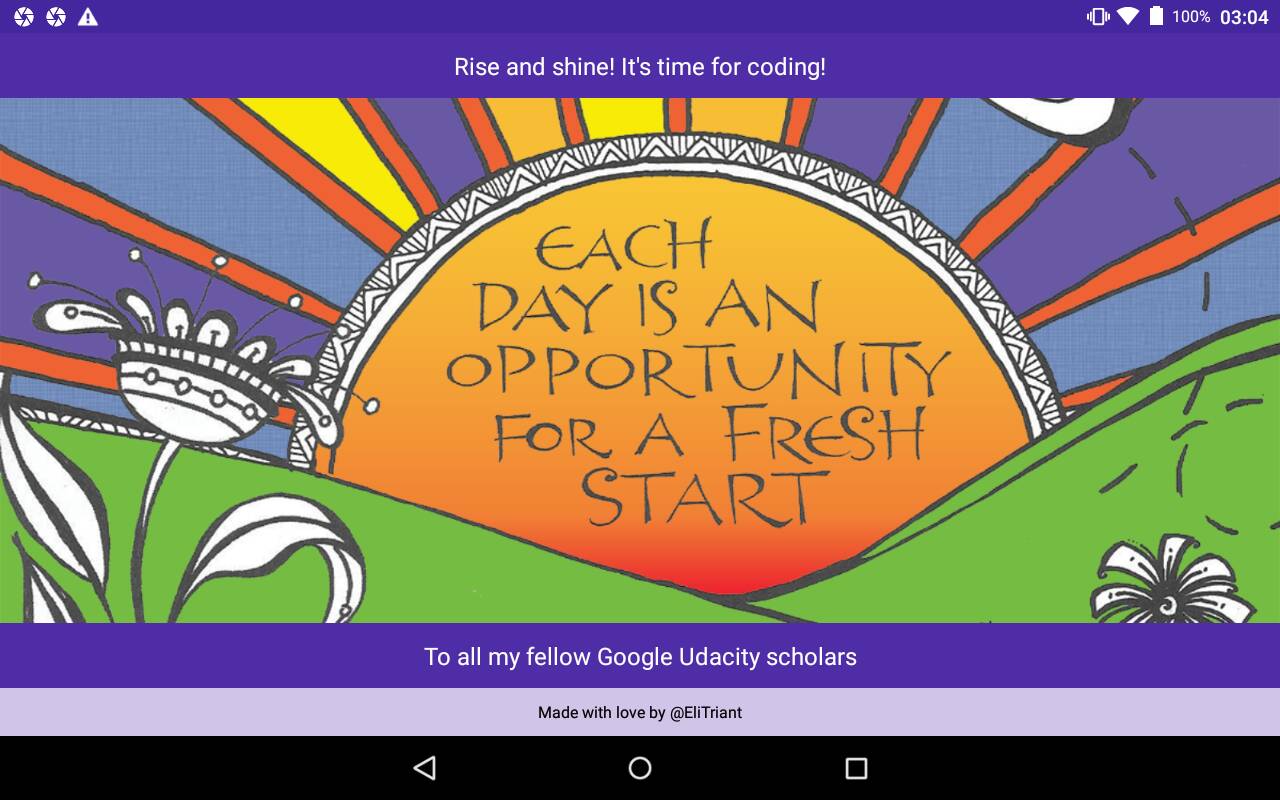 100% 03:04
Rise and shine! It's time for coding!
EACH
DAY IS AN
OPPORTUNITY
FOR A FRESH
START
To all my fellow Google Udacity scholars
Made with love by @EliTriant